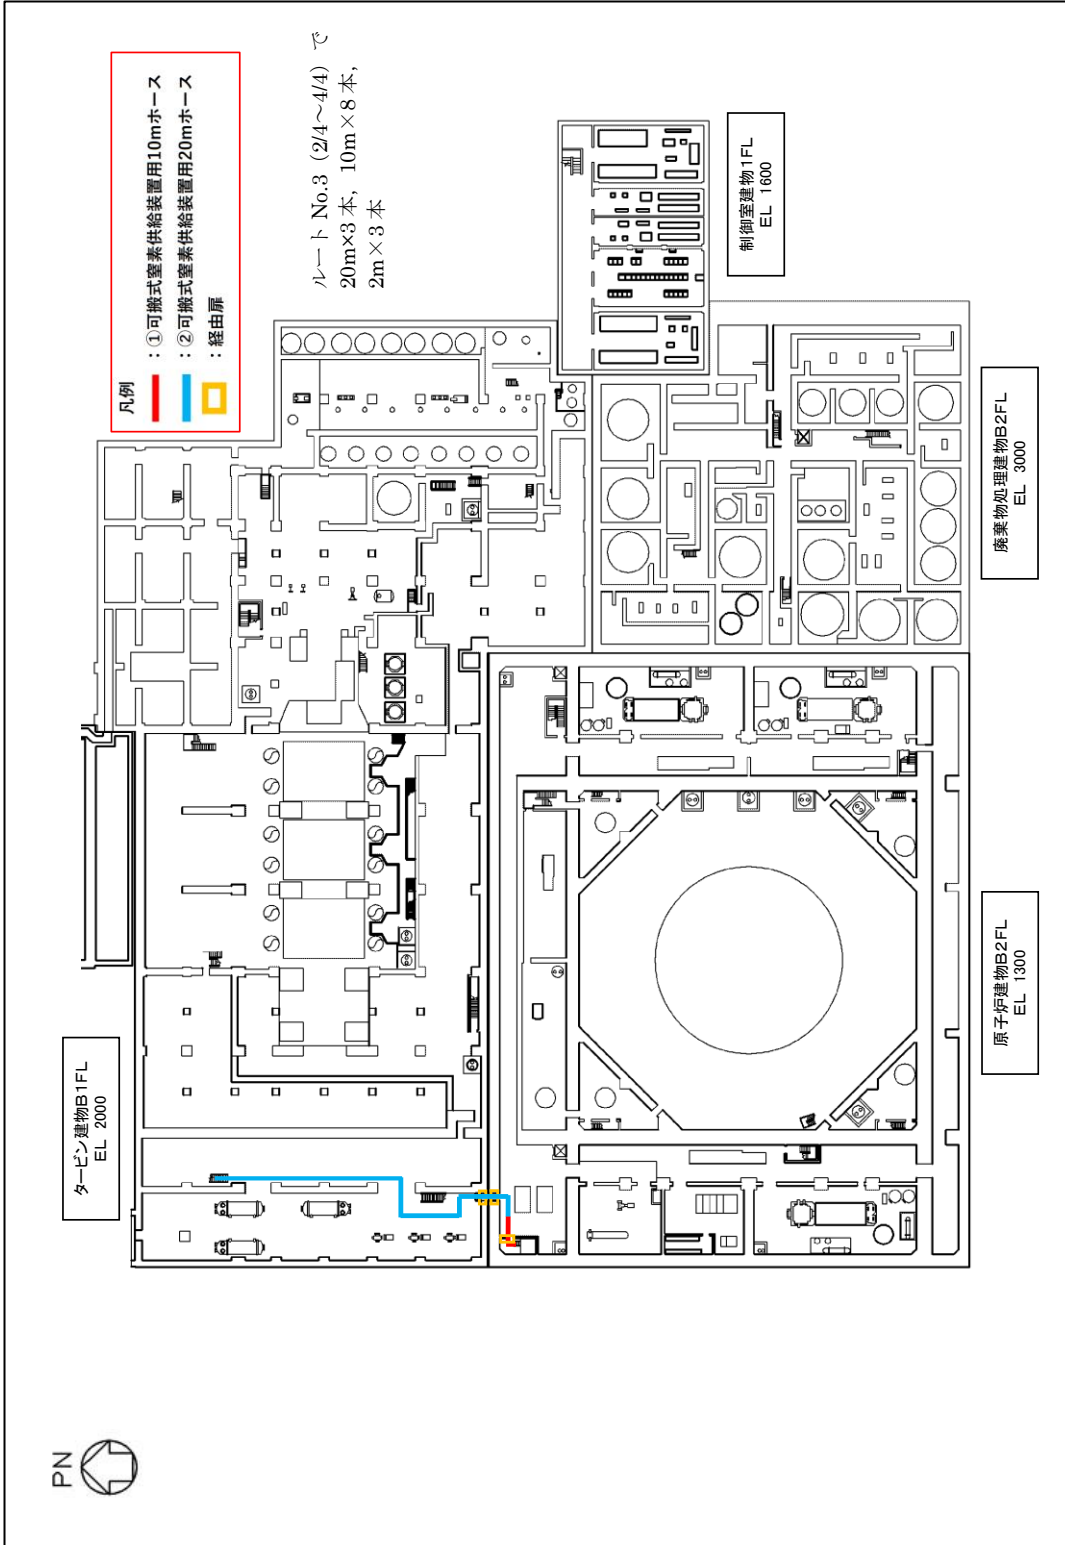 凡例
：①可搬式窒素供給装置用10mホース
：②可搬式窒素供給装置用20mホース
：経由扉
ルート No.3（2/4～4/4）で
20m×3 本，10m×8 本，
2m×3 本
制御室建物1FL
EL 1600
廃棄物処理建物B2FL
EL 3000
原子炉建物B2FL
EL 1300
タービン建物B1FL
EL 2000
PN